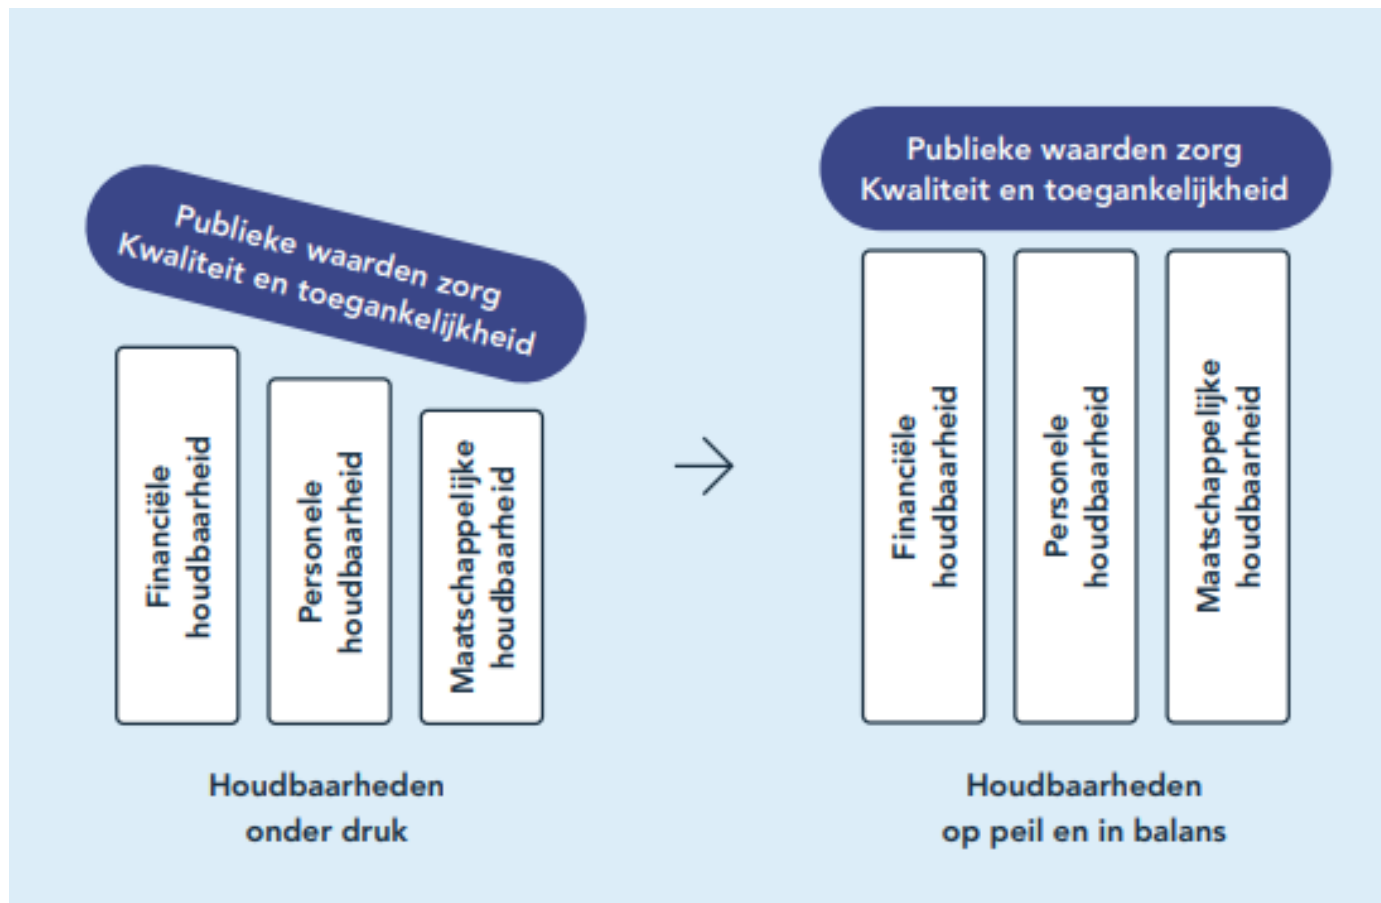 Publieke waarden zorg
Kwaliteit en toegankelijkheid
Financiële
houdbaarheid
Personele
houdbaarheid
Maatschappelijke
houdbaarheid
Houdbaarheden
onder druk
Publieke waarden zorg
Kwaliteit en toegankelijkheid
Financiële
houdbaarheid
Personele
houdbaarheid
Maatschappelijke
houdbaarheid
Houdbaarheden
op peil en in balans